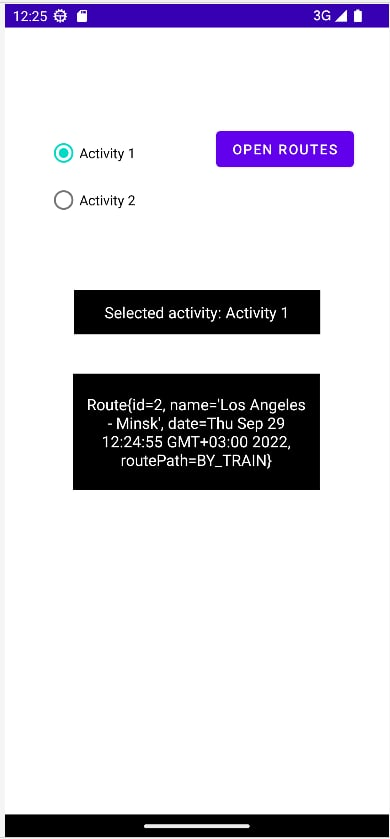 12:25
3G
Activity 1
OPEN ROUTES
Activity 2
Selected activity: Activity 1
Route{id=2, name='Los Angeles
- Minsk', date=Thu Sep 29
12:24:55 GMT+03:00 2022,
routePath=BY_TRAIN}